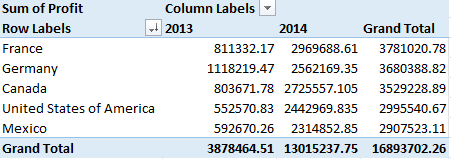 Sum of Profit Column Labels
Row Labels 2013 2014 Grand Total
France 811332.17 2969688.61 3781020.78
Germany 1118219.47 2562169.35 3680388.82
Canada 803671.78 2725557.105 3529228.89
United States of America 552570.83 2442969.835 2995540.67
Mexico 592670.26 2314852.85 2907523.11
Grand Total 3878464.51 13015237.75 16893702.26